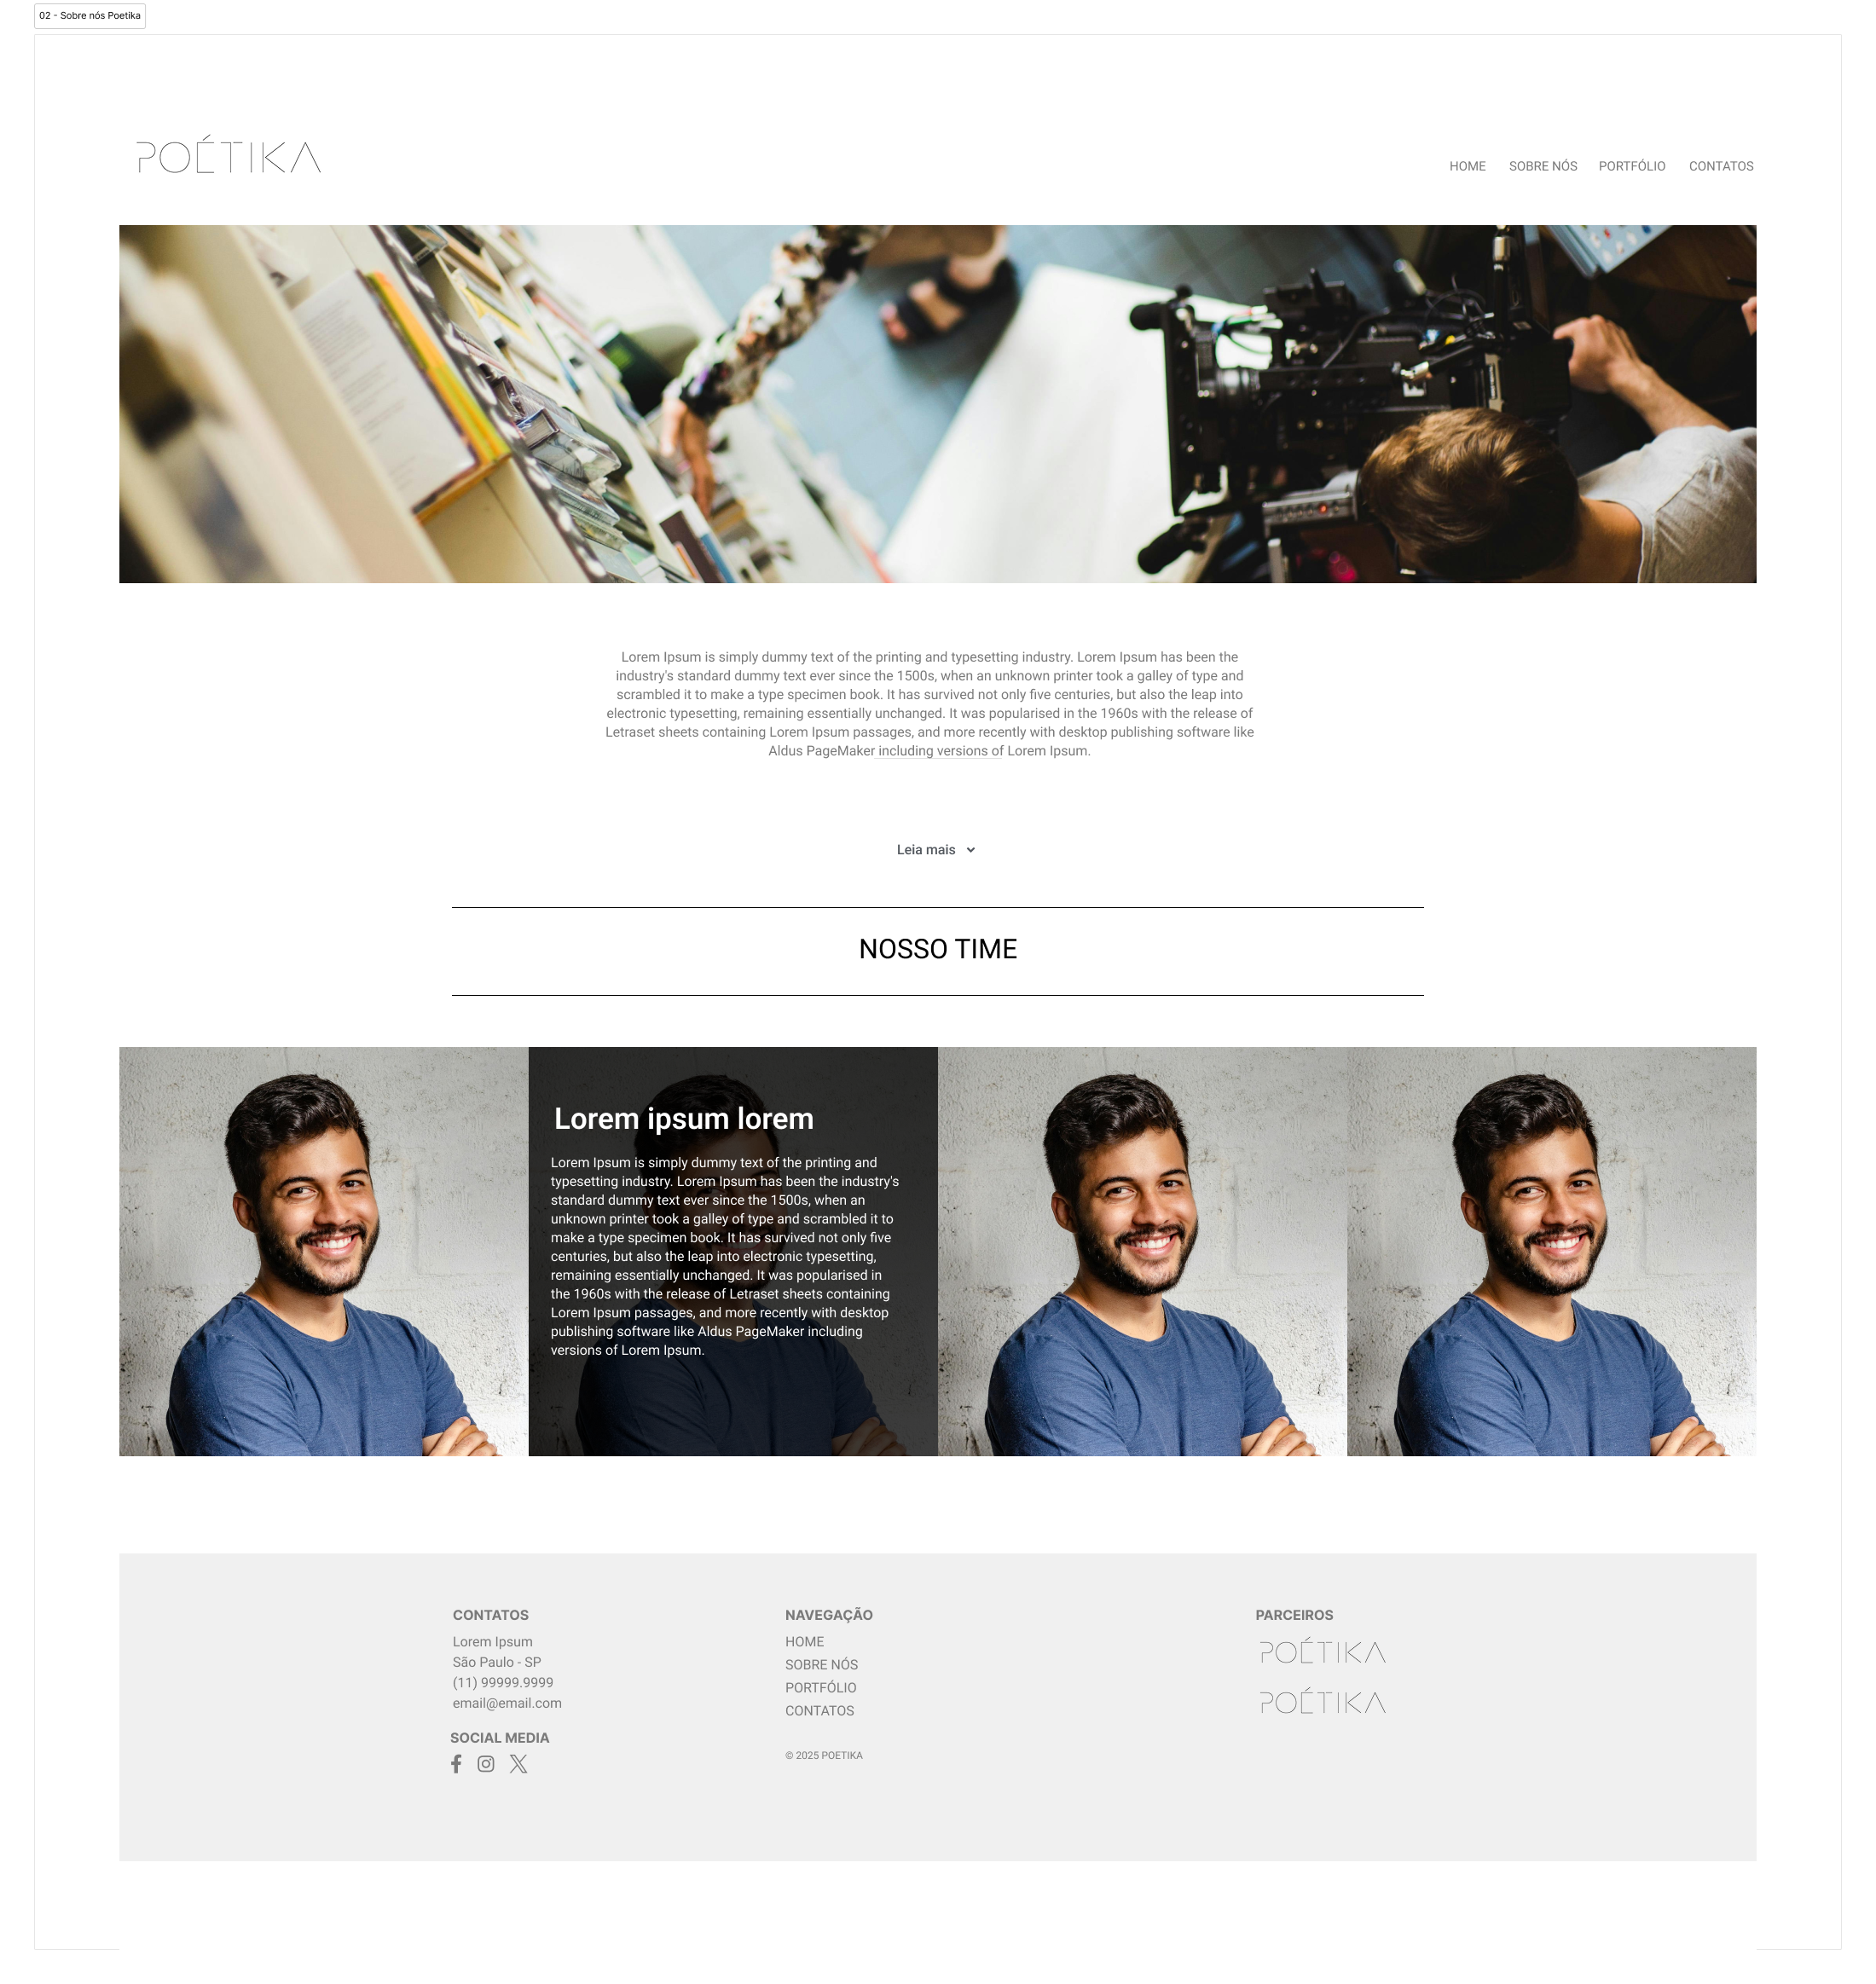 02 - Sobre nós Poetika
POÉTIKA
HOME SOBRE NÓS PORTFÓLIO CONTATOS
Lorem Ipsum is simply dummy text of the printing and typesetting industry. Lorem Ipsum has been the
industry's standard dummy text ever since the 1500s, when an unknown printer took a galley of type and
scrambled it to make a type specimen book. It has survived not only five centuries, but also the leap into
electronic typesetting, remaining essentially unchanged. It was popularised in the 1960s with the release of
Letraset sheets containing Lorem Ipsum passages, and more recently with desktop publishing software like
Aldus PageMaker including versions of Lorem Ipsum.
Leia mais
NOSSO TIME
Lorem ipsum lorem
Lorem Ipsum is simply dummy text of the printing and
typesetting industry. Lorem Ipsum has been the industry's
standard dummy text ever since the 1500s, when an
unknown printer took a galley of type and scrambled it to
make a type specimen book. It has survived not only five
centuries, but also the leap into electronic typesetting,
remaining essentially unchanged. It was popularised in
the 1960s with the release of Letraset sheets containing
Lorem Ipsum passages, and more recently with desktop
publishing software like Aldus PageMaker including
versions of Lorem Ipsum.
CONTATOS
Lorem Ipsum
São Paulo - SP
(11) 99999.9999
email@email.com
SOCIAL MEDIA
NAVEGAÇÃO
HOME
SOBRE NÓS
PORTFÓLIO
CONTATOS
© 2025 POETIKA
PARCEIROS
POÉTIKA
POÉTIKA